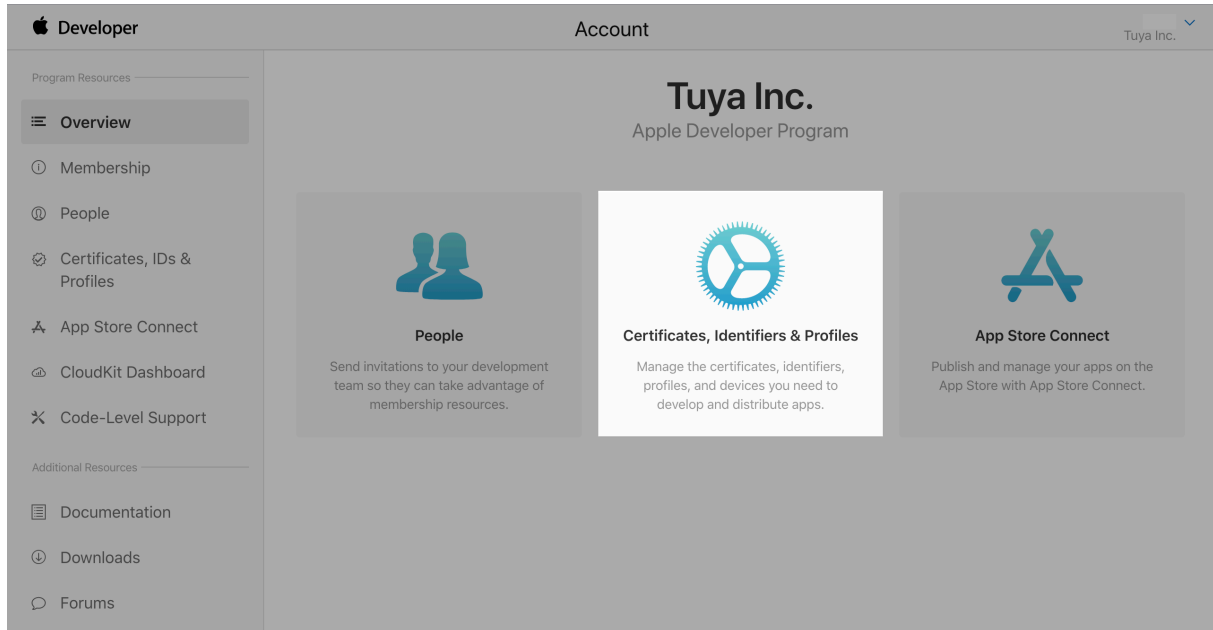 Developer
Account
Tuya Inc.
Program Resources
Overview
Membership
People
Certificates, IDs &
Profiles
App Store Connect
CloudKit Dashboard
Code-Level Support
Additional Resources
Documentation
Downloads
Forums
Tuya Inc.
Apple Developer Program
People
Send invitations to your development
team so they can take advantage of
membership resources.
Certificates, Identifiers & Profiles
Manage the certificates, identifiers,
profiles, and devices you need to
develop and distribute apps.
App Store Connect
Publish and manage your apps on the
App Store with App Store Connect.